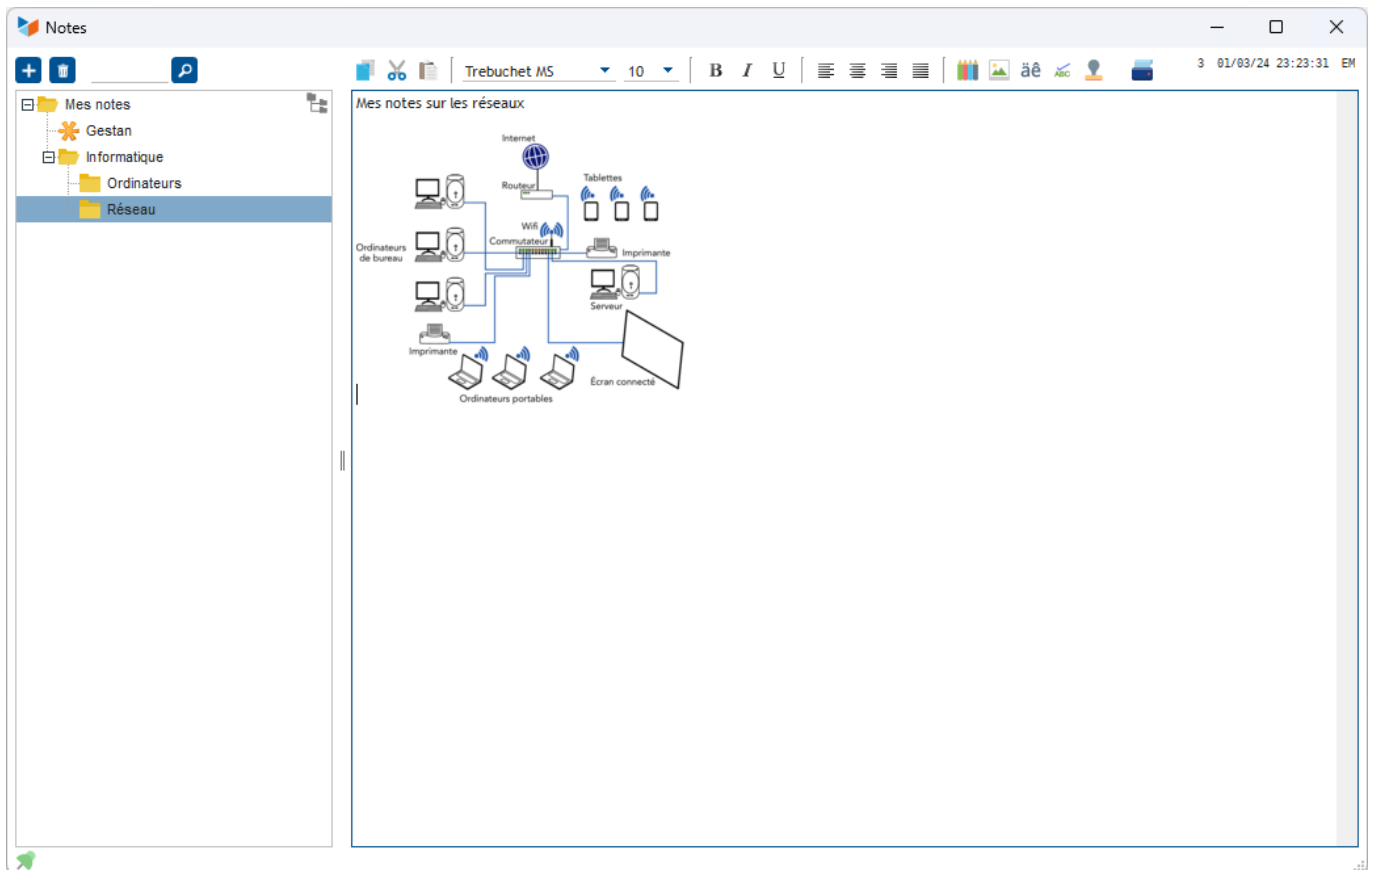 Notes
Trebuchet MS 10 B I U äê ABC 3 01/03/24 23:23:31 EM
Mes notes
Gestan
Informatique
Ordinateurs
Réseau
Mes notes sur les réseaux
Internet
Routeur
Tablettes
Wifi
Commutateur
Ordinateurs
de bureau
Imprimante
Serveur
Imprimante
Écran connecté
Ordinateurs portables